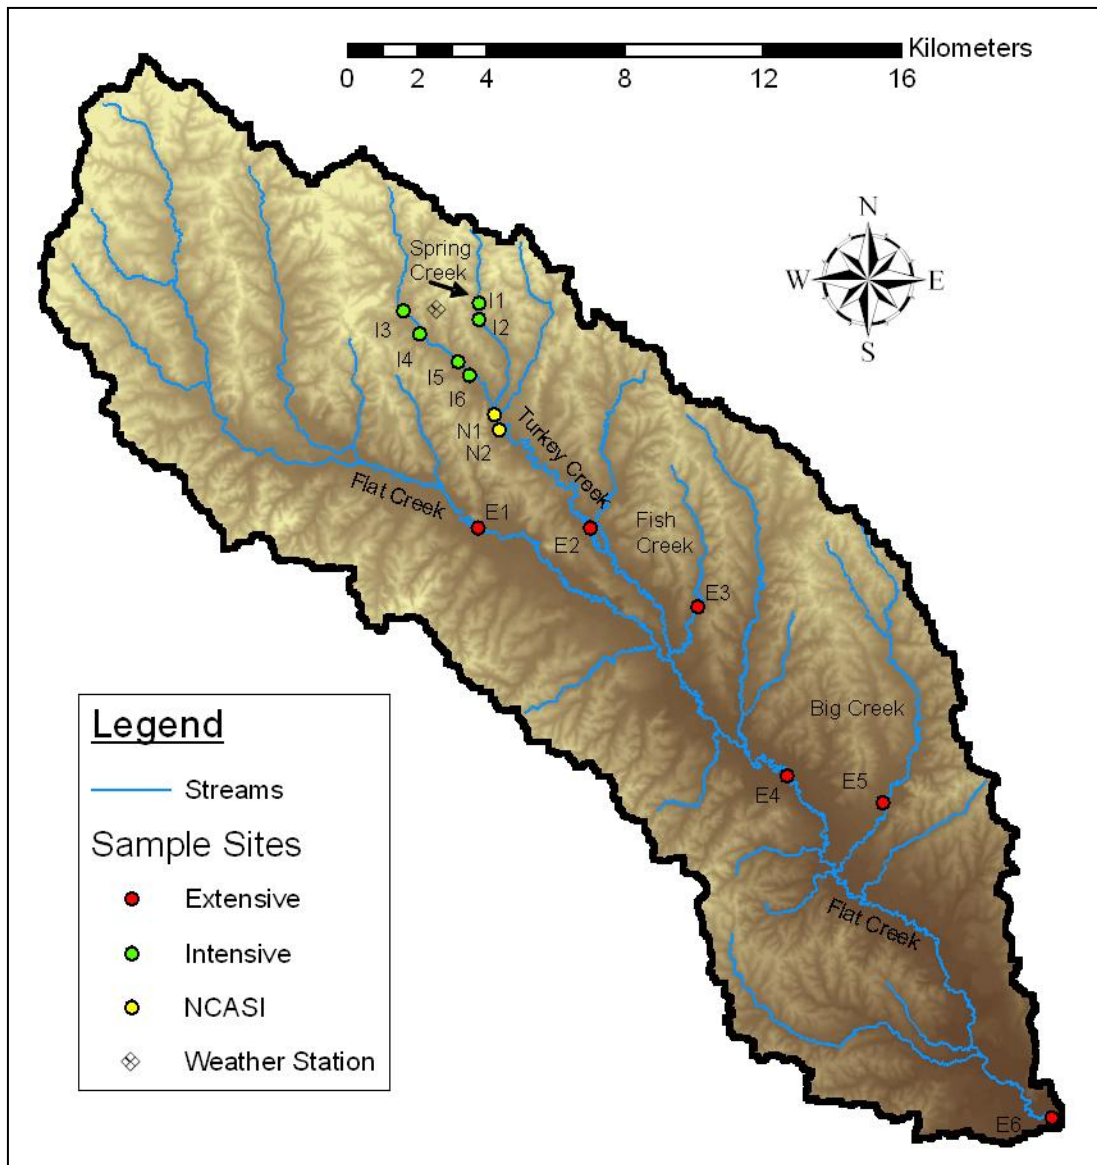 Kilometers
0 2 4 8 12 16
N
W E
S
Spring
Creek
I1
I2
I3
I4
I5
I6
N1
N2
Turkey Creek
Flat Creek
E1
E2
Fish
Creek
E3
Big Creek
E4
E5
Flat Creek
E6
Legend
Streams
Sample Sites
Extensive
Intensive
NCASI
Weather Station